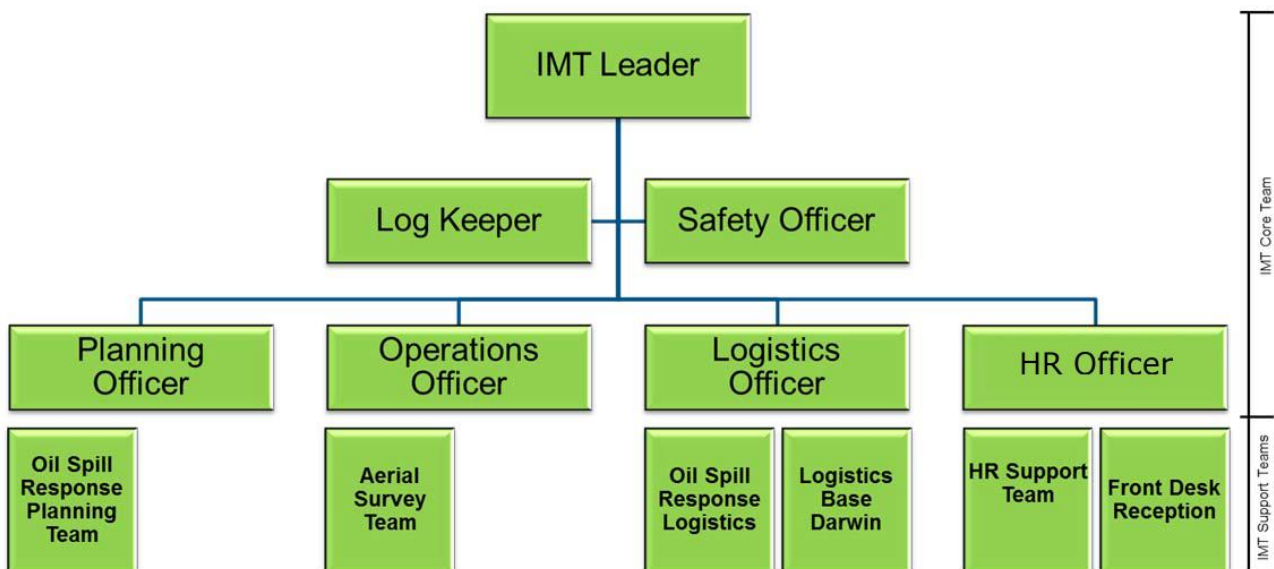 IMT Leader
Log Keeper
Safety Officer
IMT Core Team
Planning
Officer
Operations
Officer
Logistics
Officer
HR Officer
Oil Spill
Response
Planning
Team
Aerial
Survey
Team
Oil Spill
Response
Logistics
Logistics
Base
Darwin
HR Support
Team
Front Desk
Reception
IMT Support Teams